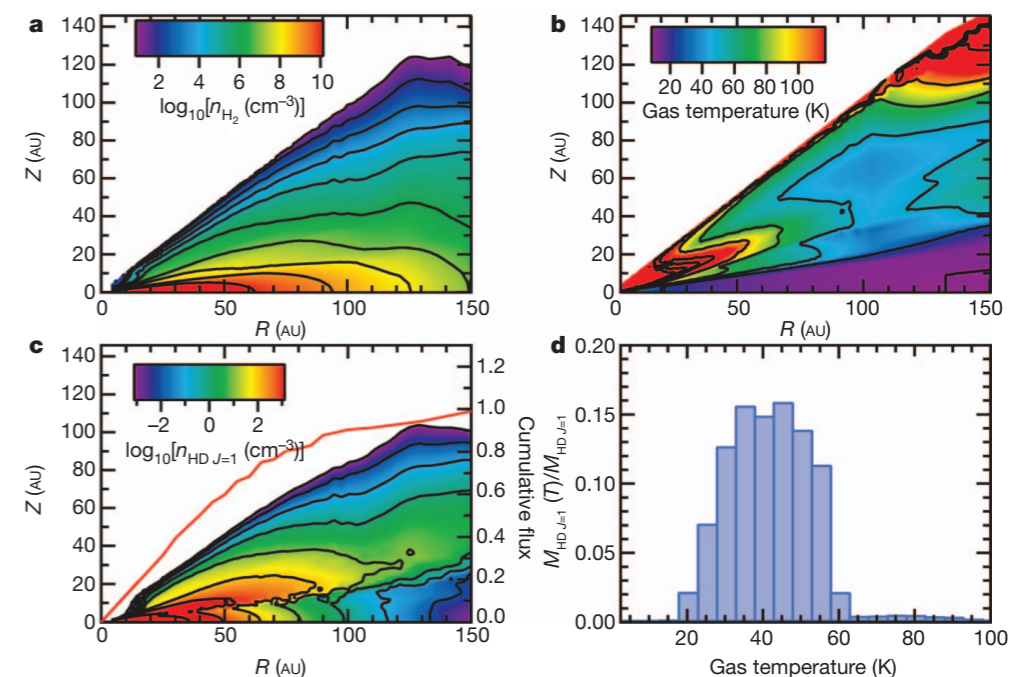 a
140
120
100
80
60
40
20
0
Z (AU)
2 4 6 8 10
log10[nH2 (cm−3)]
0 50 100 150
R (AU)
b
140
120
100
80
60
40
20
0
Z (AU)
20 40 60 80 100
Gas temperature (K)
0 50 100 150
R (AU)
c
140
120
100
80
60
40
20
0
Z (AU)
−2 0 2
log10[nHD J=1 (cm−3)]
1.2
1.0
0.8
0.6
0.4
0.2
0.0
Cumulative flux
0 50 100 150
R (AU)
d
0.20
0.15
0.10
0.05
0.00
MHD J=1 (T)/MHD J=1
20 40 60 80 100
Gas temperature (K)